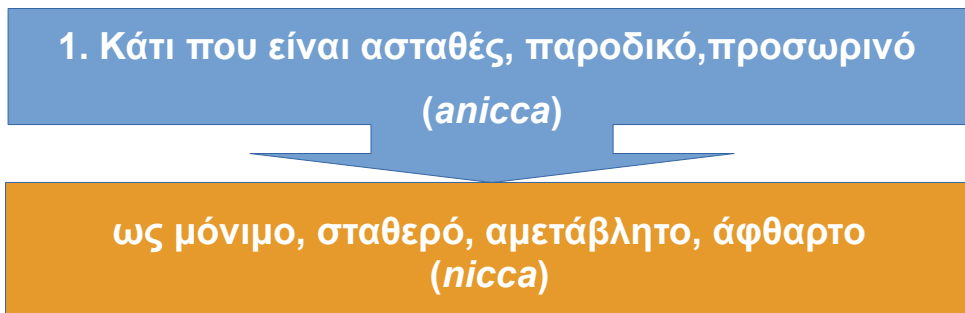 1. Κάτι που είναι ασταθές, παροδικό,προσωρινό
(anicca)
ως μόνιμο, σταθερό, αμετάβλητο, άφθαρτο
(nicca)